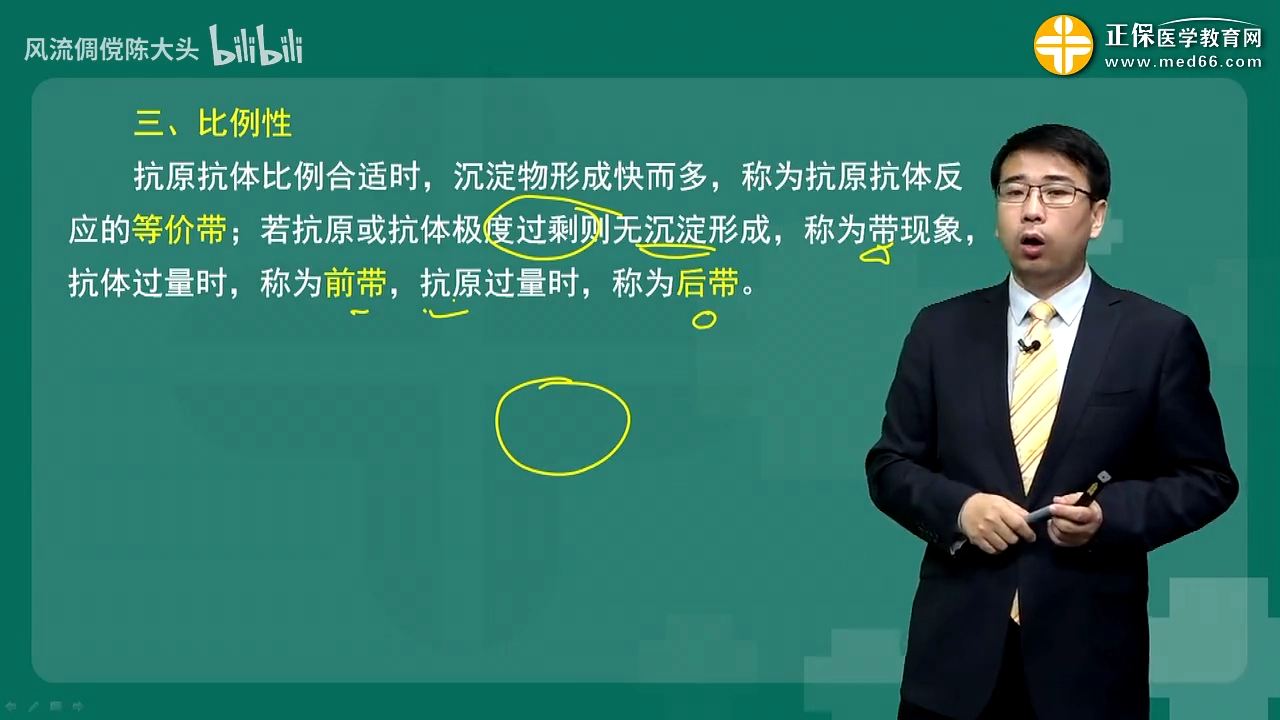 风流倜傥陈大头 bilibili
正保医学教育网
www.med66.com
三、比例性
抗原抗体比例合适时，沉淀物形成快而多，称为抗原抗体反
应的等价带；若抗原或抗体极度过剩则无沉淀形成，称为带现象，
抗体过量时，称为前带，抗原过量时，称为后带。